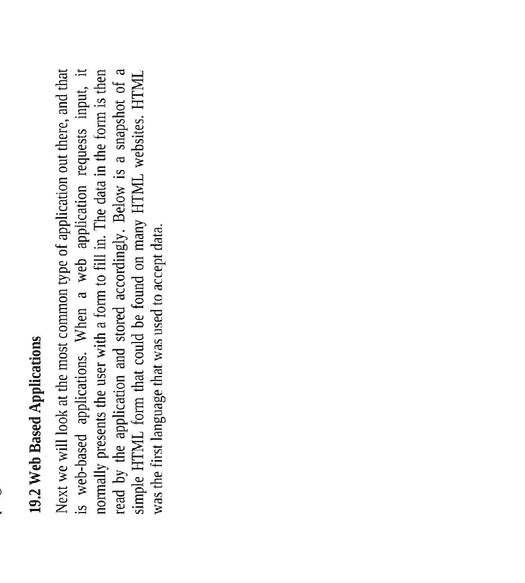 19.2 Web Based Applications
Next we will look at the most common type of application out there, and that
is web-based applications. When a web application requests input, it
normally presents the user with a form to fill in. The data in the form is then
read by the application and stored accordingly. Below is a snapshot of a
simple HTML form that could be found on many HTML websites. HTML
was the first language that was used to accept data.